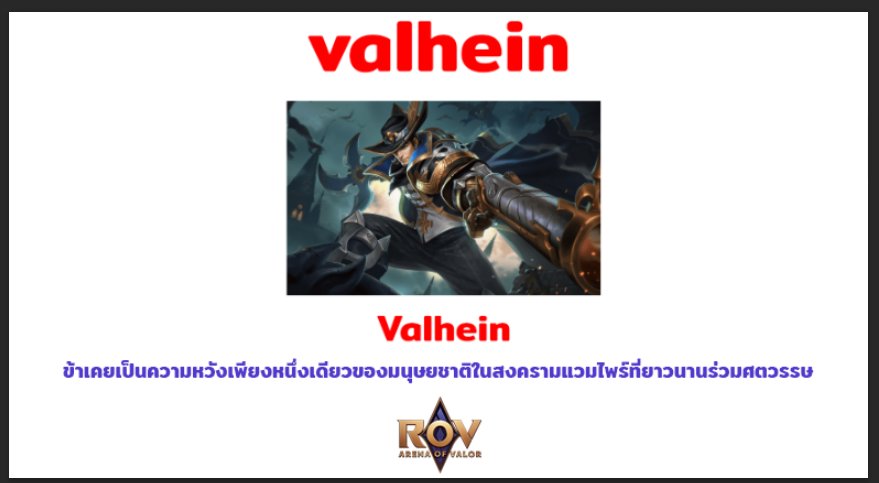 valhein
Valhein
ข้าเคยเป็นความหวังเพียงหนึ่งเดียวของมนุษยชาติในสงครามแวมไพร์ที่ยาวนานร่วมศตวรรษ
ROV
ARENA OF VALOR